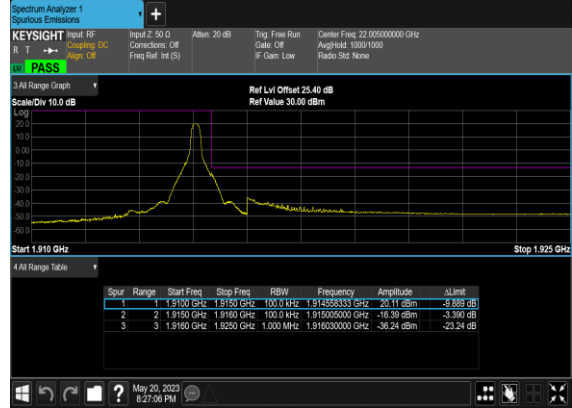 Spectrum Analyzer 1
Spurious Emissions
KEYSIGHT Input: RF Input Z: 50 Ω Atten: 20 dB Trig: Free Run Center Freq: 22.005000000 GHz
R T Coupling: DC Corrections: Off Gate: Off Avg|Hold: 1000/1000
Align: Off Freq Ref: Int (S) IF Gain: Low Radio Std: None
LW PASS
3 All Range Graph
Ref Lvl Offset 25.40 dB
Scale/Div 10.0 dB Ref Value 30.00 dBm
Log
20.0
10.0
0.00
-10.0
-20.0
-30.0
-40.0
-50.0
-60.0
Start 1.910 GHz Stop 1.925 GHz
4 All Range Table
Spur Range Start Freq Stop Freq RBW Frequency Amplitude ΔLimit
1 1 1.9100 GHz 1.9150 GHz 100.0 kHz 1.914558333 GHz 20.11 dBm -9.889 dB
2 2 1.9150 GHz 1.9160 GHz 100.0 kHz 1.915005000 GHz -16.39 dBm -3.390 dB
3 3 1.9160 GHz 1.9250 GHz 1.000 MHz 1.916030000 GHz -36.24 dBm -23.24 dB
May 20, 2023
8:27:06 PM